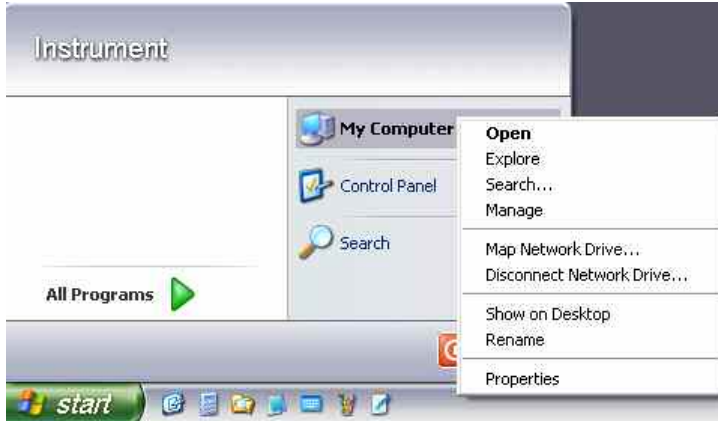 Instrument
My Computer
Control Panel
Search
All Programs
Open
Explore
Search...
Manage
Map Network Drive...
Disconnect Network Drive...
Show on Desktop
Rename
Properties
start